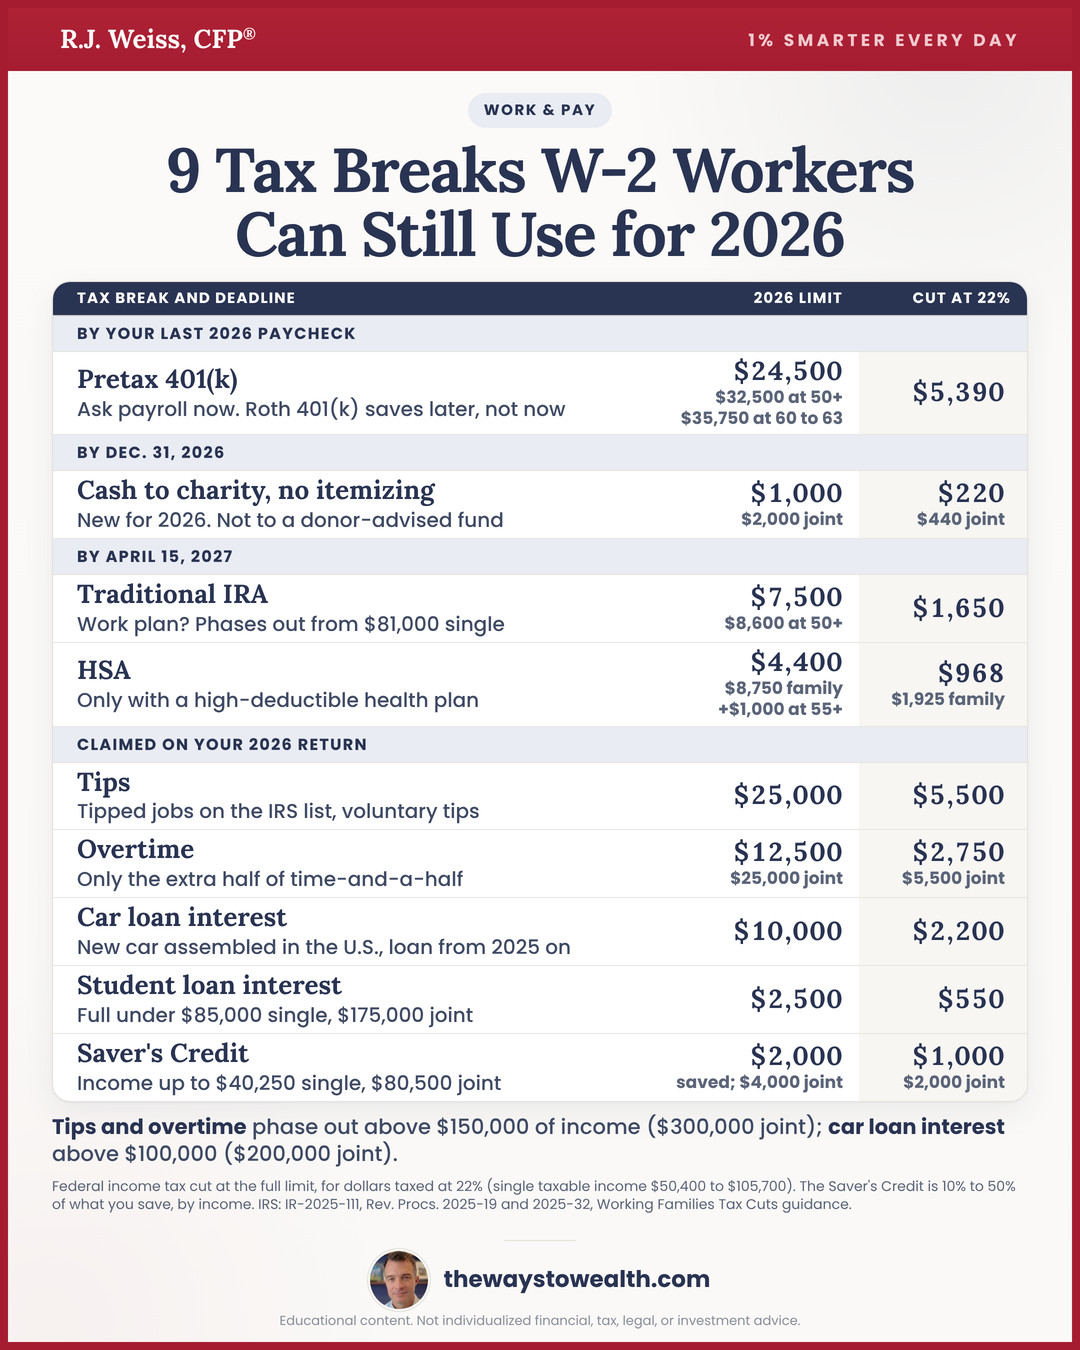 R.J. Weiss, CFP®
1% SMARTER EVERY DAY
WORK & PAY
9 Tax Breaks W-2 Workers
Can Still Use for 2026
TAX BREAK AND DEADLINE 2026 LIMIT CUT AT 22%
BY YOUR LAST 2026 PAYCHECK
Pretax 401(k)
Ask payroll now. Roth 401(k) saves later, not now
$24,500
$32,500 at 50+
$35,750 at 60 to 63
$5,390
BY DEC. 31, 2026
Cash to charity, no itemizing
New for 2026. Not to a donor-advised fund
$1,000
$2,000 joint
$220
$440 joint
BY APRIL 15, 2027
Traditional IRA
Work plan? Phases out from $81,000 single
$7,500
$8,600 at 50+
$1,650
HSA
Only with a high-deductible health plan
$4,400
$8,750 family
+$1,000 at 55+
$968
$1,925 family
CLAIMED ON YOUR 2026 RETURN
Tips
Tipped jobs on the IRS list, voluntary tips
$25,000
$5,500
Overtime
Only the extra half of time-and-a-half
$12,500
$25,000 joint
$2,750
$5,500 joint
Car loan interest
New car assembled in the U.S., loan from 2025 on
$10,000
$2,200
Student loan interest
Full under $85,000 single, $175,000 joint
$2,500
$550
Saver's Credit
Income up to $40,250 single, $80,500 joint
$2,000
saved; $4,000 joint
$1,000
$2,000 joint
Tips and overtime phase out above $150,000 of income ($300,000 joint); car loan interest
above $100,000 ($200,000 joint).
Federal income tax cut at the full limit, for dollars taxed at 22% (single taxable income $50,400 to $105,700). The Saver's Credit is 10% to 50%
of what you save, by income. IRS: IR-2025-111, Rev. Procs. 2025-19 and 2025-32, Working Families Tax Cuts guidance.
thewaystowealth.com
Educational content. Not individualized financial, tax, legal, or investment advice.